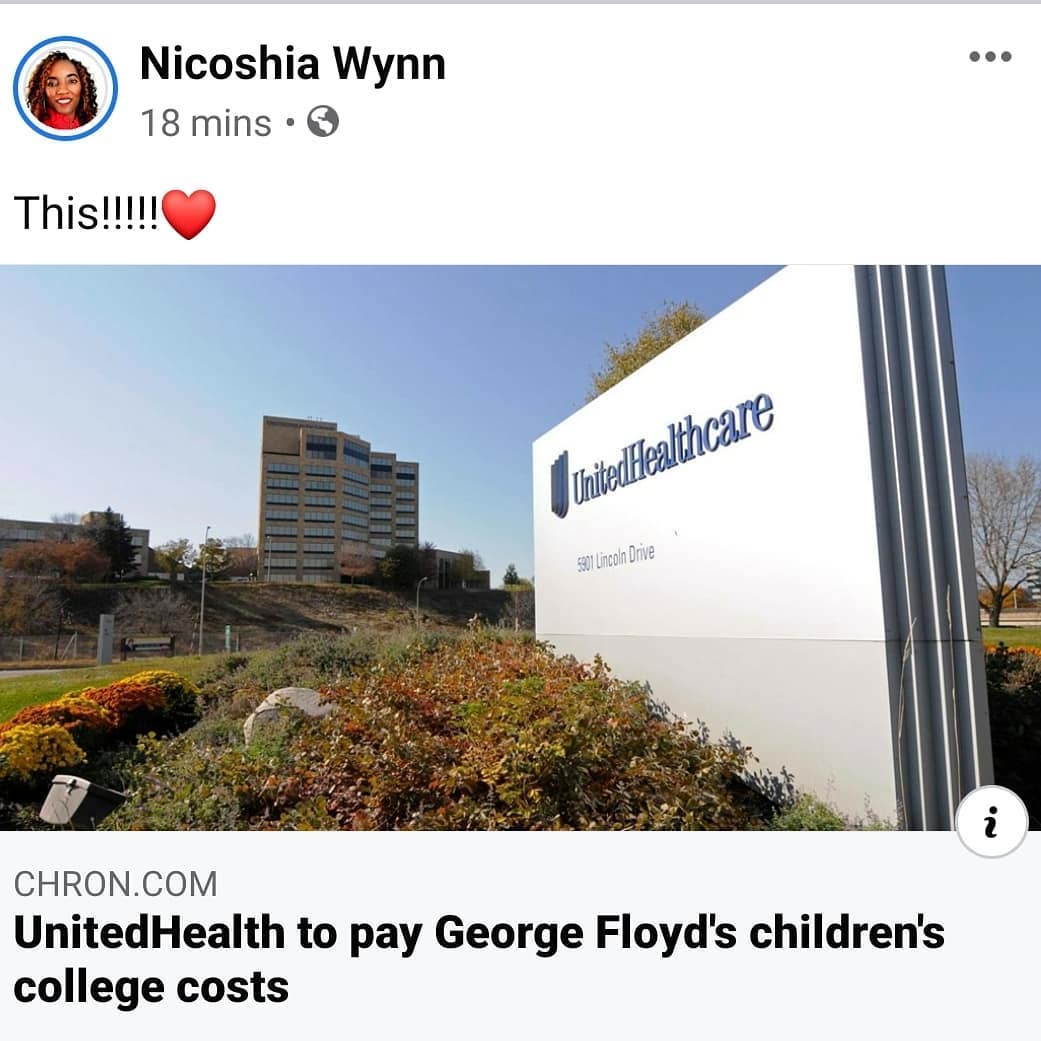 Nicoshia Wynn
18 mins •
This!!!!!❤️
UnitedHealthcare
5901 Lincoln Drive
i
CHRON.COM
UnitedHealth to pay George Floyd's children's
college costs